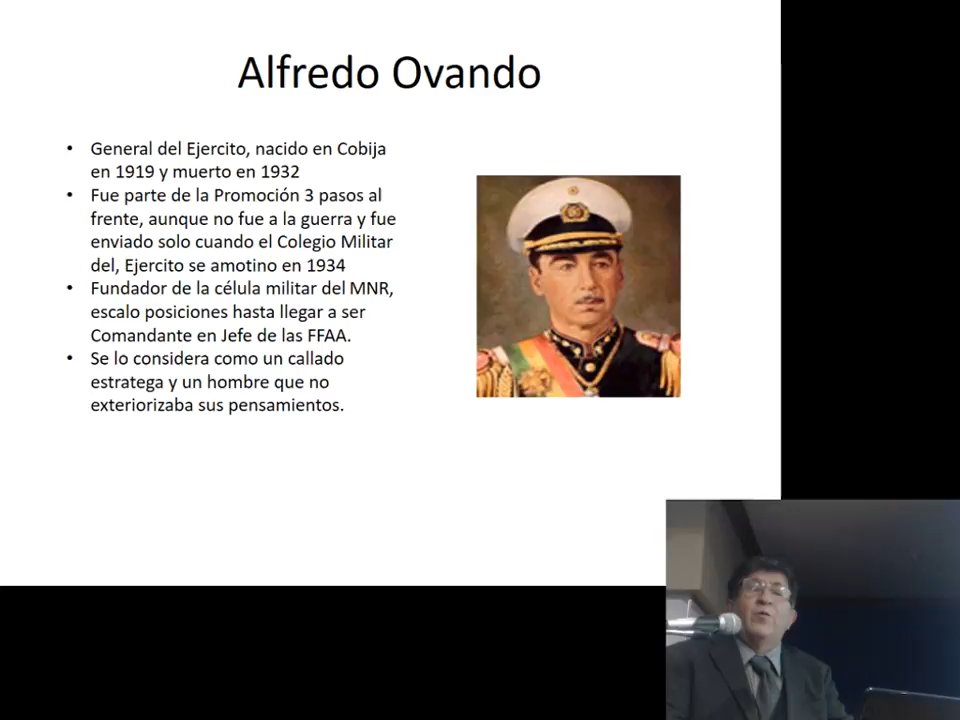 Alfredo Ovando
• General del Ejercito, nacido en Cobija
en 1919 y muerto en 1932
• Fue parte de la Promoción 3 pasos al
frente, aunque no fue a la guerra y fue
enviado solo cuando el Colegio Militar
del, Ejercito se amotino en 1934
• Fundador de la célula militar del MNR,
escalo posiciones hasta llegar a ser
Comandante en Jefe de las FFAA.
• Se lo considera como un callado
estratega y un hombre que no
exteriorizaba sus pensamientos.